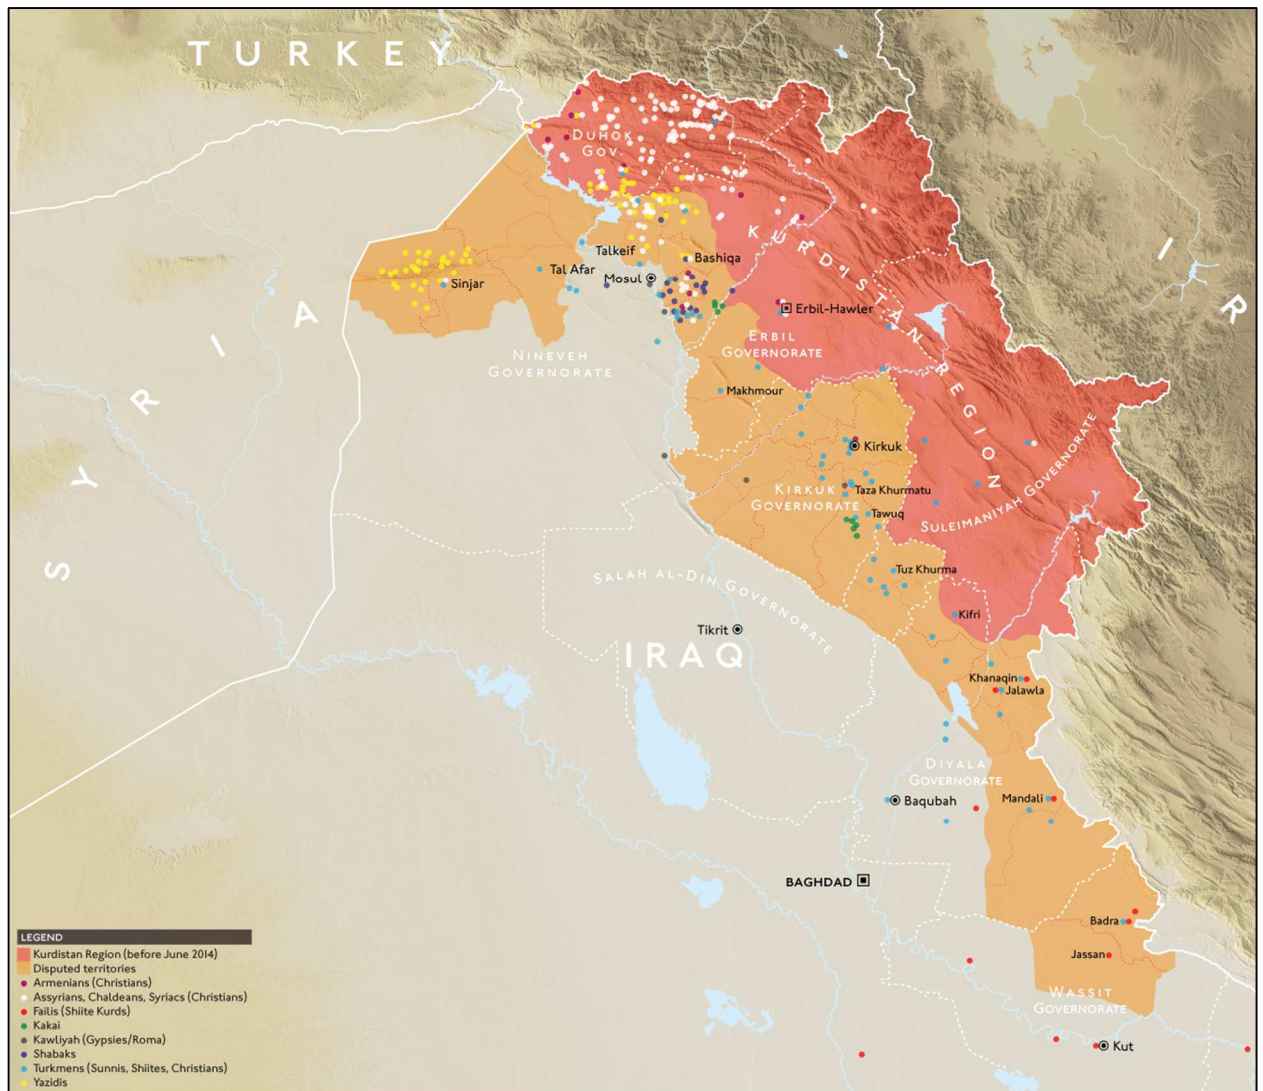 TURKEY
DUHOK
GOV.
KURDISTAN REGION
I R
SYRIA
Talkeif
Bashiqa
Tal Afar
Mosul
Sinjar
Erbil-Hawler
NINEVEH
GOVERNORATE
ERBIL
GOVERNORATE
Makhmour
Kirkuk
KIRKUK
GOVERNORATE
Taza Khurmatu
Tawuq
SULEIMANIYAH GOVERNORATE
Tuz Khurma
SALAH AL-DIN GOVERNORATE
Kifri
Tikrit
IRAQ
Khanaqin
Jalawla
DIYALA
GOVERNORATE
Baqubah
Mandali
BAGHDAD
Badra
Jassan
WASSIT
GOVERNORATE
Kut
LEGEND
Kurdistan Region (before June 2014)
Disputed territories
Armenians (Christians)
Assyrians, Chaldeans, Syriacs (Christians)
Failis (Shiite Kurds)
Kakai
Kawliyah (Gypsies/Roma)
Shabaks
Turkmens (Sunnis, Shiites, Christians)
Yazidis